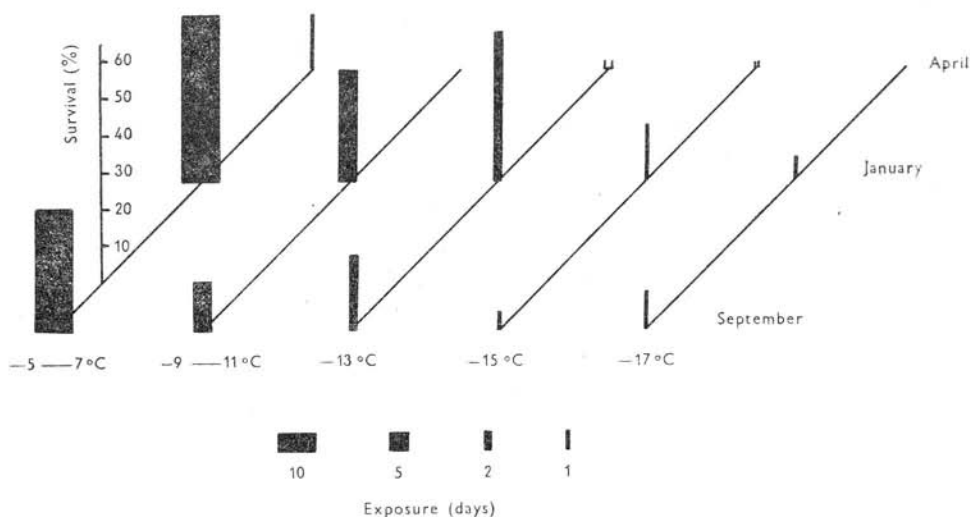 Survival (%)
60
50
40
30
20
10
April
January
September
—5 ——7 °C
—9 ——11 °C
—13 °C
—15 °C
—17 °C
10
5
2
1
Exposure (days)